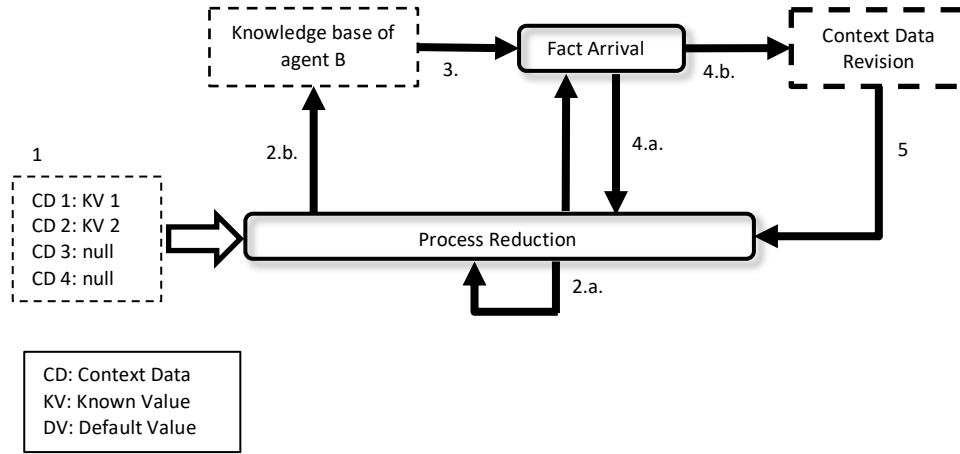 Knowledge base of
agent B
3.
Fact Arrival
4.b.
Context Data
Revision
2.b.
4.a.
5
1
CD 1: KV 1
CD 2: KV 2
CD 3: null
CD 4: null
Process Reduction
2.a.
CD: Context Data
KV: Known Value
DV: Default Value